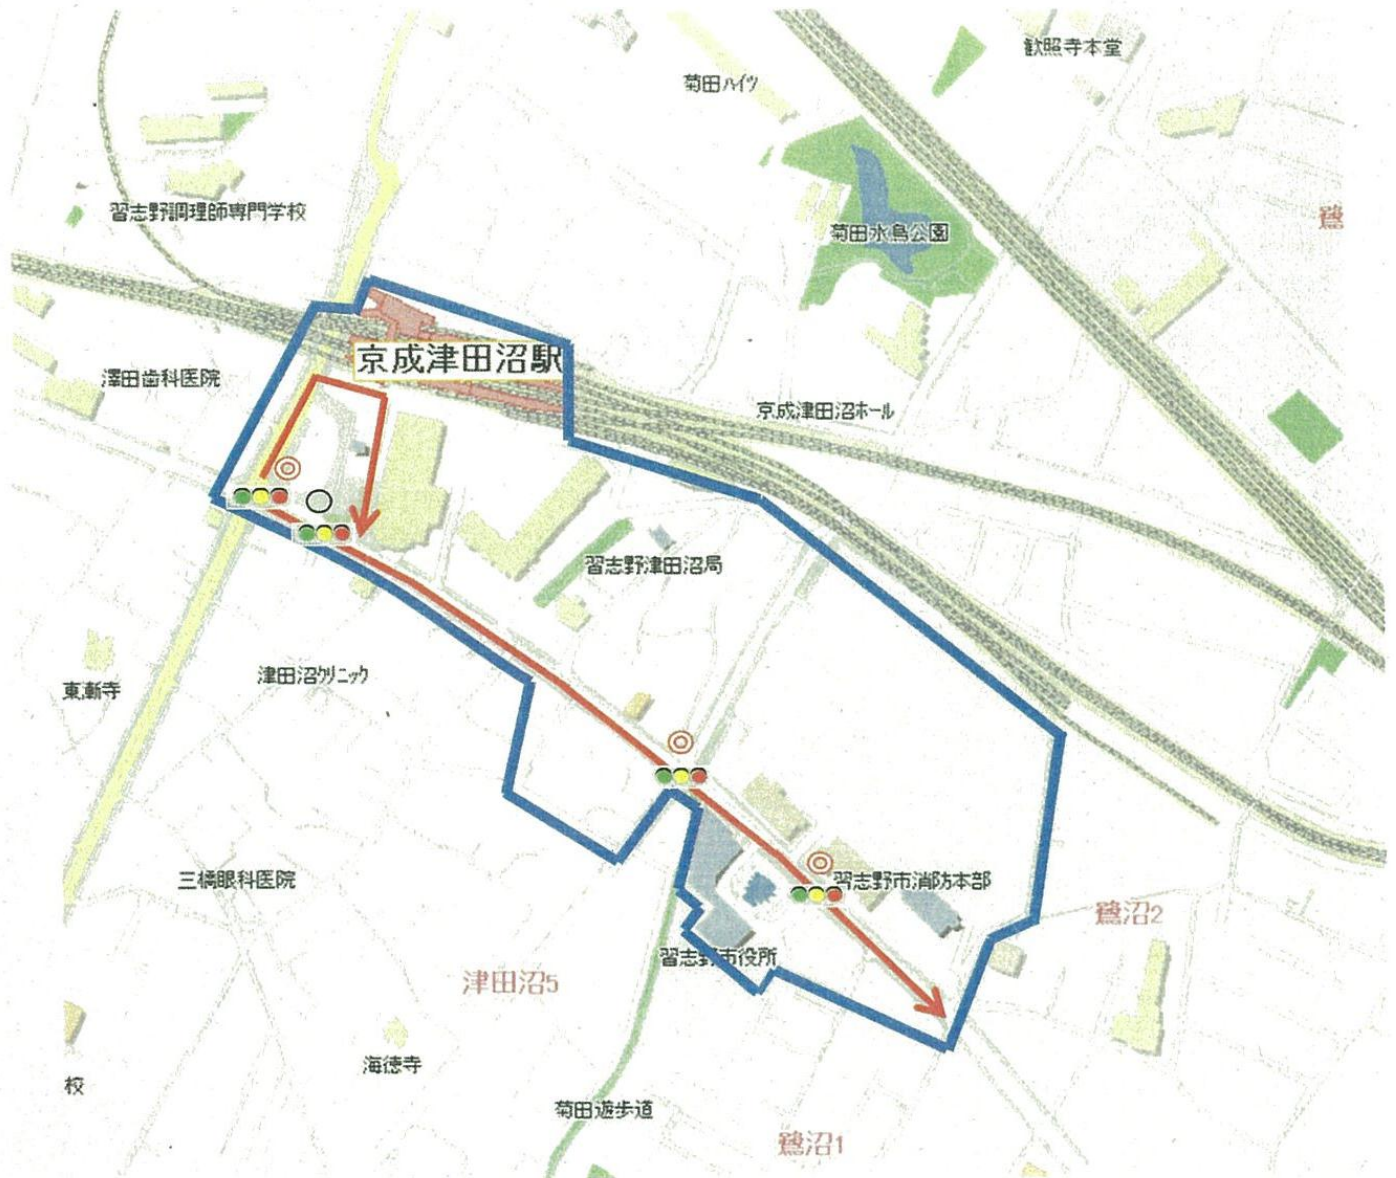 歓照寺本堂
菊田ハイツ
習志野調理師専門学校
鷺
菊田水鳥公園
京成津田沼駅
澤田歯科医院
京成津田沼ホール
習志野津田沼局
津田沼クリニック
東漸寺
三橋眼科医院
習志野市消防本部
鷺沼2
習志野市役所
津田沼5
海徳寺
校
菊田遊歩道
鷺沼1